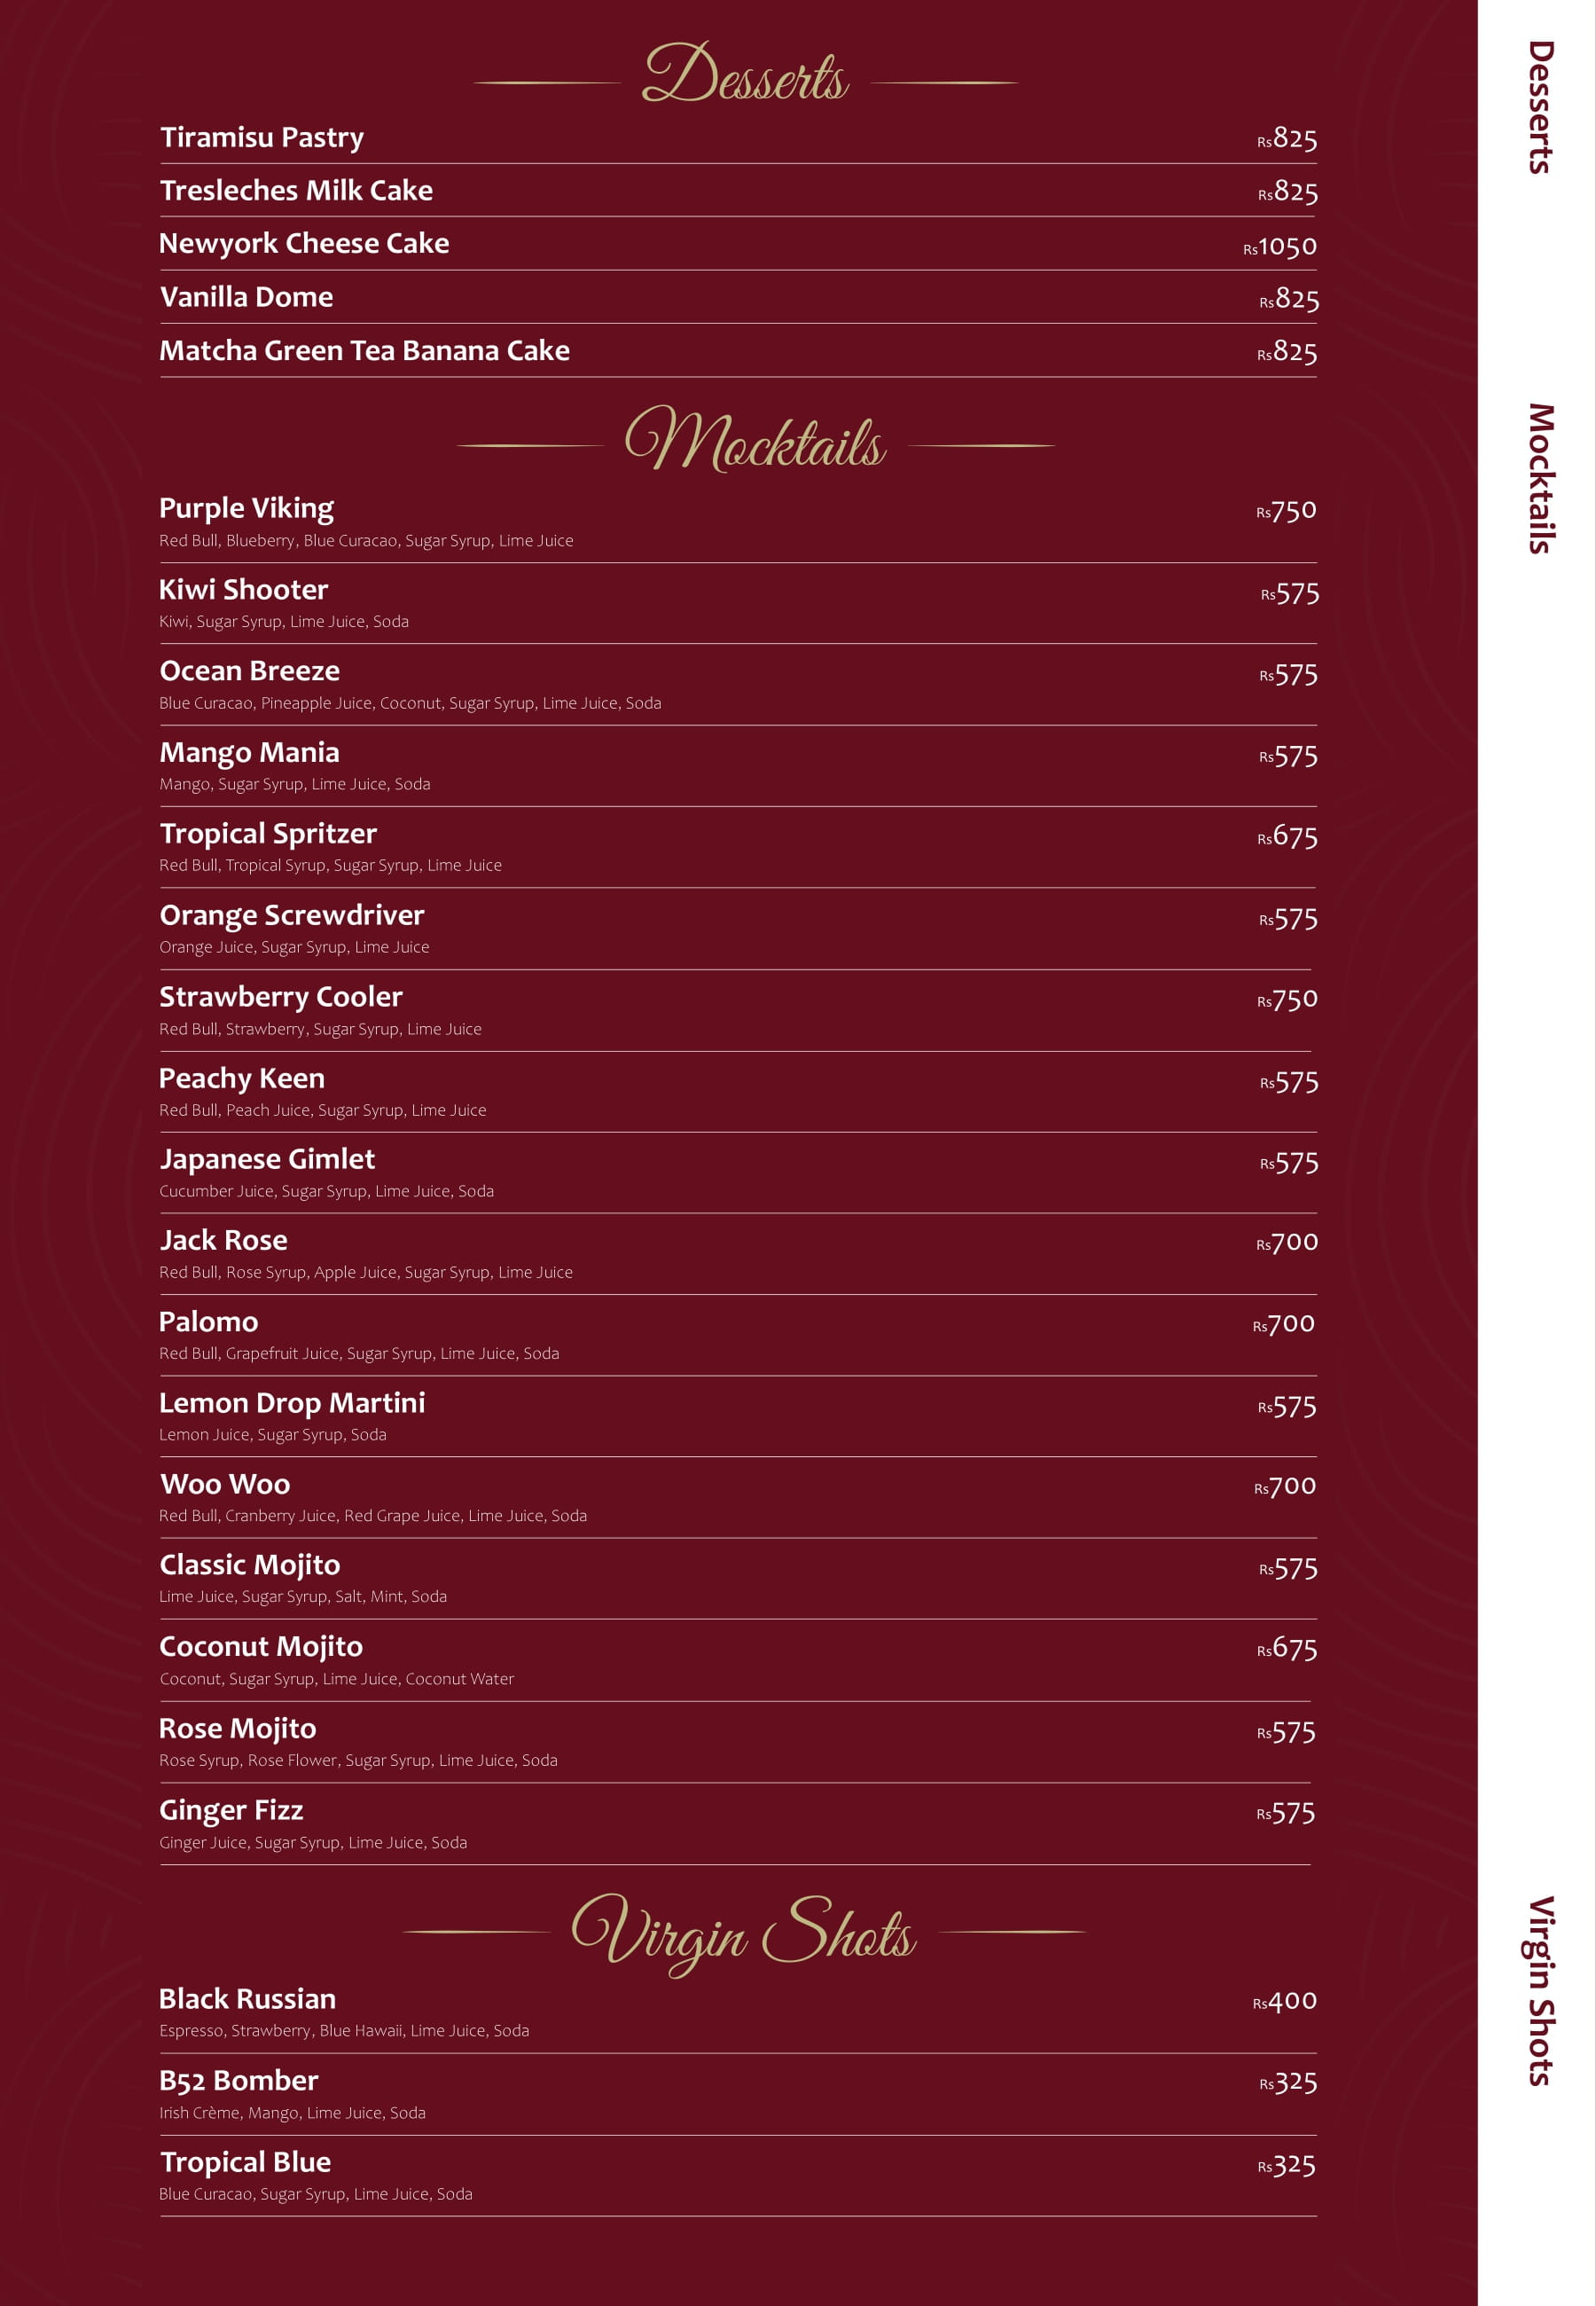 Desserts
Tiramisu Pastry Rs825
Tresleches Milk Cake Rs825
Newyork Cheese Cake Rs1050
Vanilla Dome Rs825
Matcha Green Tea Banana Cake Rs825
Mocktails
Purple Viking Rs750
Red Bull, Blueberry, Blue Curacao, Sugar Syrup, Lime Juice
Kiwi Shooter Rs575
Kiwi, Sugar Syrup, Lime Juice, Soda
Ocean Breeze Rs575
Blue Curacao, Pineapple Juice, Coconut, Sugar Syrup, Lime Juice, Soda
Mango Mania Rs575
Mango, Sugar Syrup, Lime Juice, Soda
Tropical Spritzer Rs675
Red Bull, Tropical Syrup, Sugar Syrup, Lime Juice
Orange Screwdriver Rs575
Orange Juice, Sugar Syrup, Lime Juice
Strawberry Cooler Rs750
Red Bull, Strawberry, Sugar Syrup, Lime Juice
Peachy Keen Rs575
Red Bull, Peach Juice, Sugar Syrup, Lime Juice
Japanese Gimlet Rs575
Cucumber Juice, Sugar Syrup, Lime Juice, Soda
Jack Rose Rs700
Red Bull, Rose Syrup, Apple Juice, Sugar Syrup, Lime Juice
Palomo Rs700
Red Bull, Grapefruit Juice, Sugar Syrup, Lime Juice, Soda
Lemon Drop Martini Rs575
Lemon Juice, Sugar Syrup, Soda
Woo Woo Rs700
Red Bull, Cranberry Juice, Red Grape Juice, Lime Juice, Soda
Classic Mojito Rs575
Lime Juice, Sugar Syrup, Salt, Mint, Soda
Coconut Mojito Rs675
Coconut, Sugar Syrup, Lime Juice, Coconut Water
Rose Mojito Rs575
Rose Syrup, Rose Flower, Sugar Syrup, Lime Juice, Soda
Ginger Fizz Rs575
Ginger Juice, Sugar Syrup, Lime Juice, Soda
Virgin Shots
Black Russian Rs400
Espresso, Strawberry, Blue Hawaii, Lime Juice, Soda
B52 Bomber Rs325
Irish Crème, Mango, Lime Juice, Soda
Tropical Blue Rs325
Blue Curacao, Sugar Syrup, Lime Juice, Soda
Desserts
Mocktails
Virgin Shots